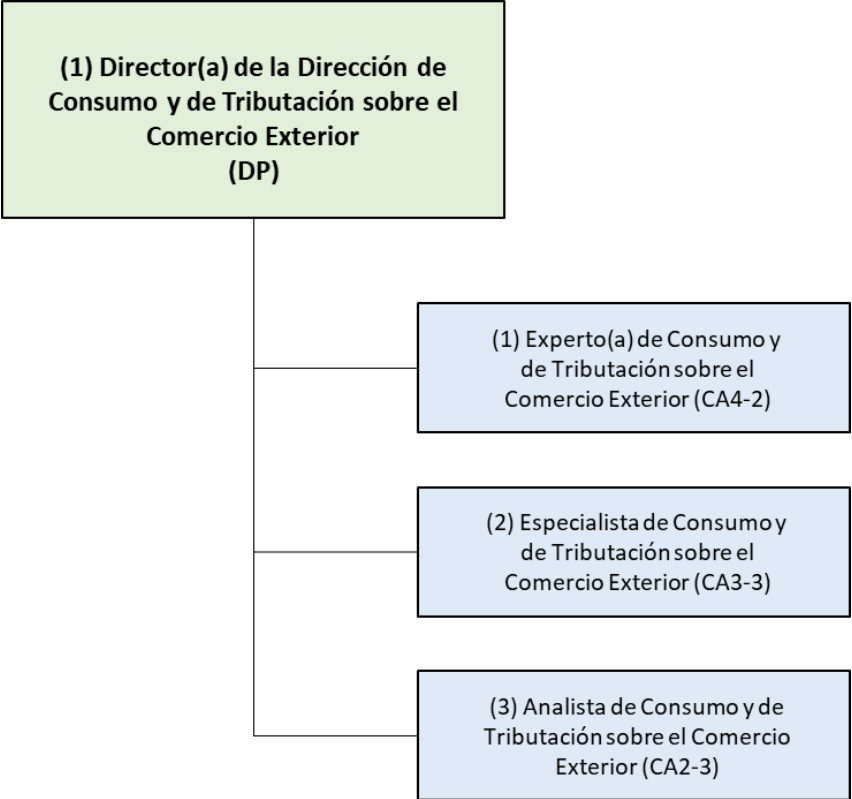 (1) Director(a) de la Dirección de
Consumo y de Tributación sobre el
Comercio Exterior
(DP)
(1) Experto(a) de Consumo y
de Tributación sobre el
Comercio Exterior (CA4-2)
(2) Especialista de Consumo y
de Tributación sobre el
Comercio Exterior (CA3-3)
(3) Analista de Consumo y de
Tributación sobre el Comercio
Exterior (CA2-3)